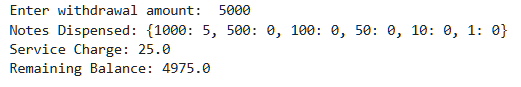 Enter withdrawal amount:  5000
Notes Dispensed: {1000: 5, 500: 0, 100: 0, 50: 0, 10: 0, 1: 0}
Service Charge: 25.0
Remaining Balance: 4975.0